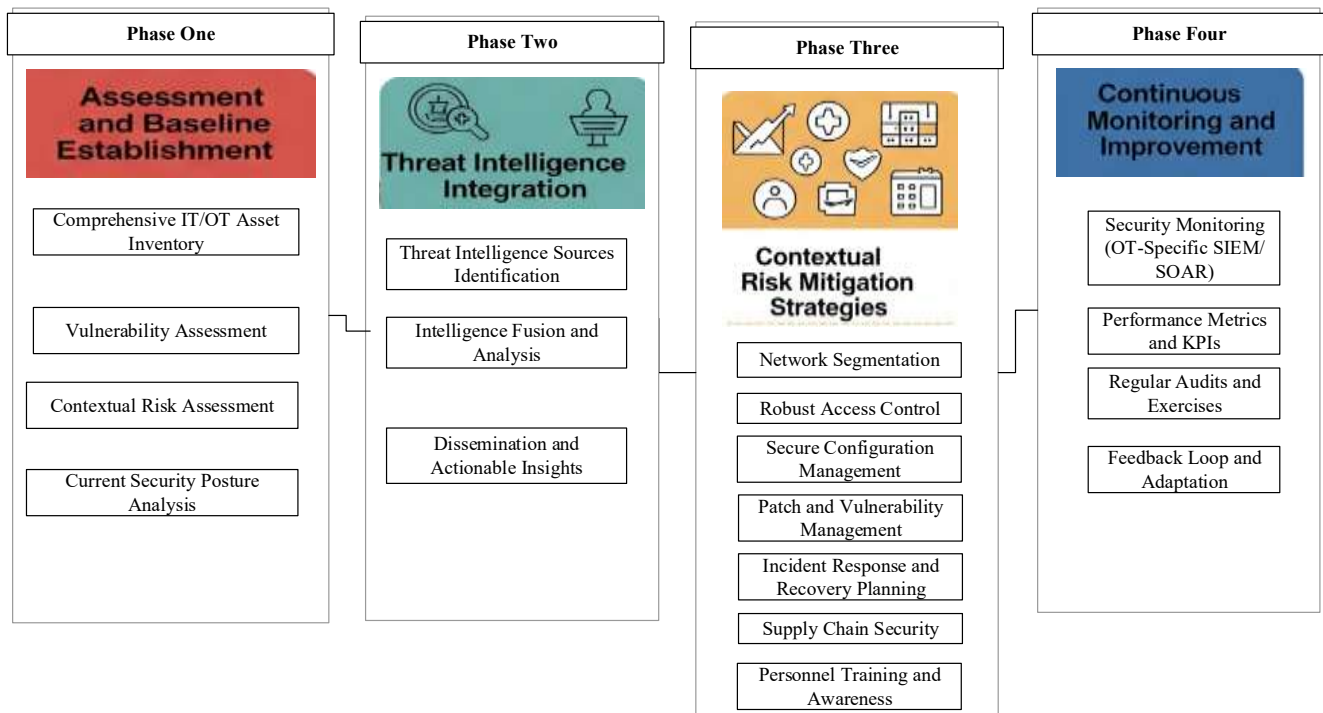 Phase One
Assessment
and Baseline
Establishment
Comprehensive IT/OT Asset
Inventory
Vulnerability Assessment
Contextual Risk Assessment
Current Security Posture
Analysis
Phase Two
Threat Intelligence
Integration
Threat Intelligence Sources
Identification
Intelligence Fusion and
Analysis
Dissemination and
Actionable Insights
Phase Three
Contextual
Risk Mitigation
Strategies
Network Segmentation
Robust Access Control
Secure Configuration
Management
Patch and Vulnerability
Management
Incident Response and
Recovery Planning
Supply Chain Security
Personnel Training and
Awareness
Phase Four
Continuous
Monitoring and
Improvement
Security Monitoring
(OT-Specific SIEM/
SOAR)
Performance Metrics
and KPIs
Regular Audits and
Exercises
Feedback Loop and
Adaptation